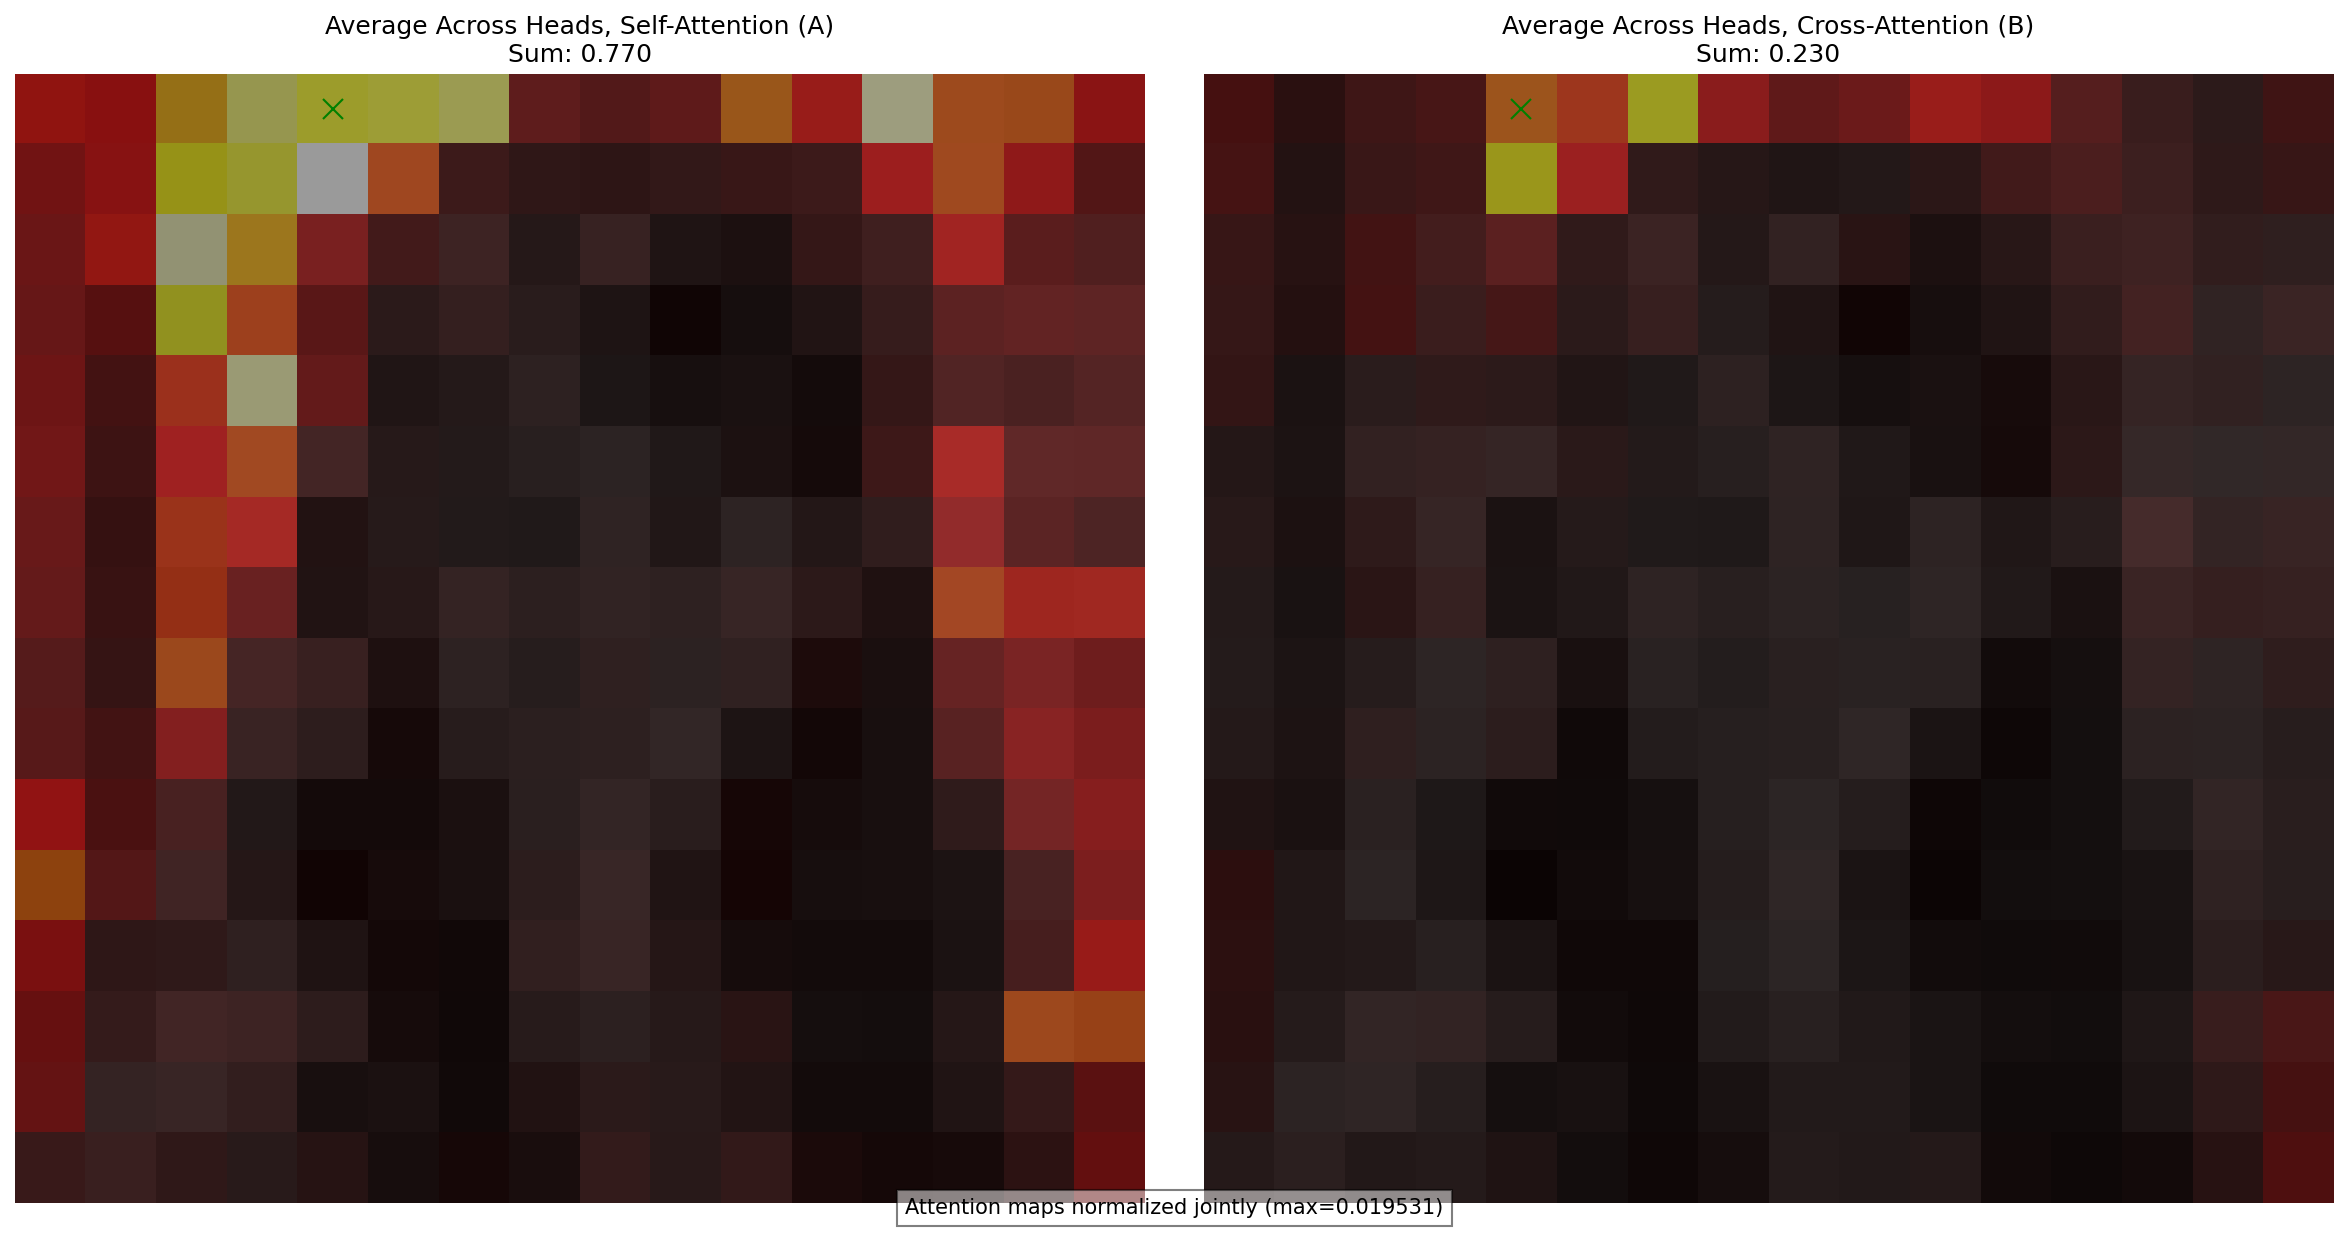 Average Across Heads, Self-Attention (A)
Sum: 0.770
Average Across Heads, Cross-Attention (B)
Sum: 0.230
Attention maps normalized jointly (max=0.019531)